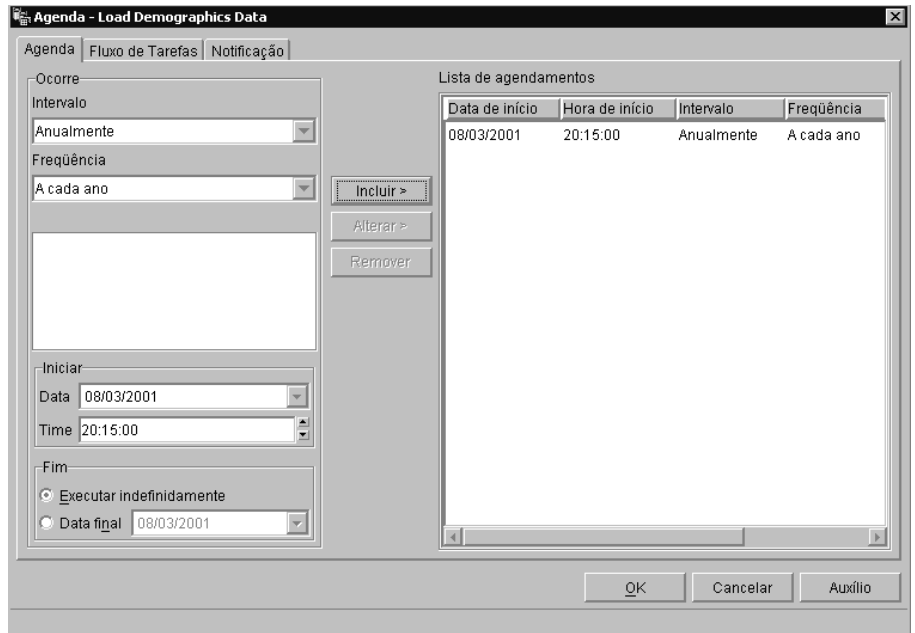 Agenda - Load Demographics Data
Agenda Fluxo de Tarefas Notificação
Ocorre
Intervalo
Anualmente
Freqüência
A cada ano
Incluir >
Alterar >
Remover
Iniciar
Data 08/03/2001
Time 20:15:00
Fim
Executar indefinidamente
Data final 08/03/2001
Lista de agendamentos
Data de início Hora de início Intervalo Freqüência
08/03/2001 20:15:00 Anualmente A cada ano
OK Cancelar Auxílio